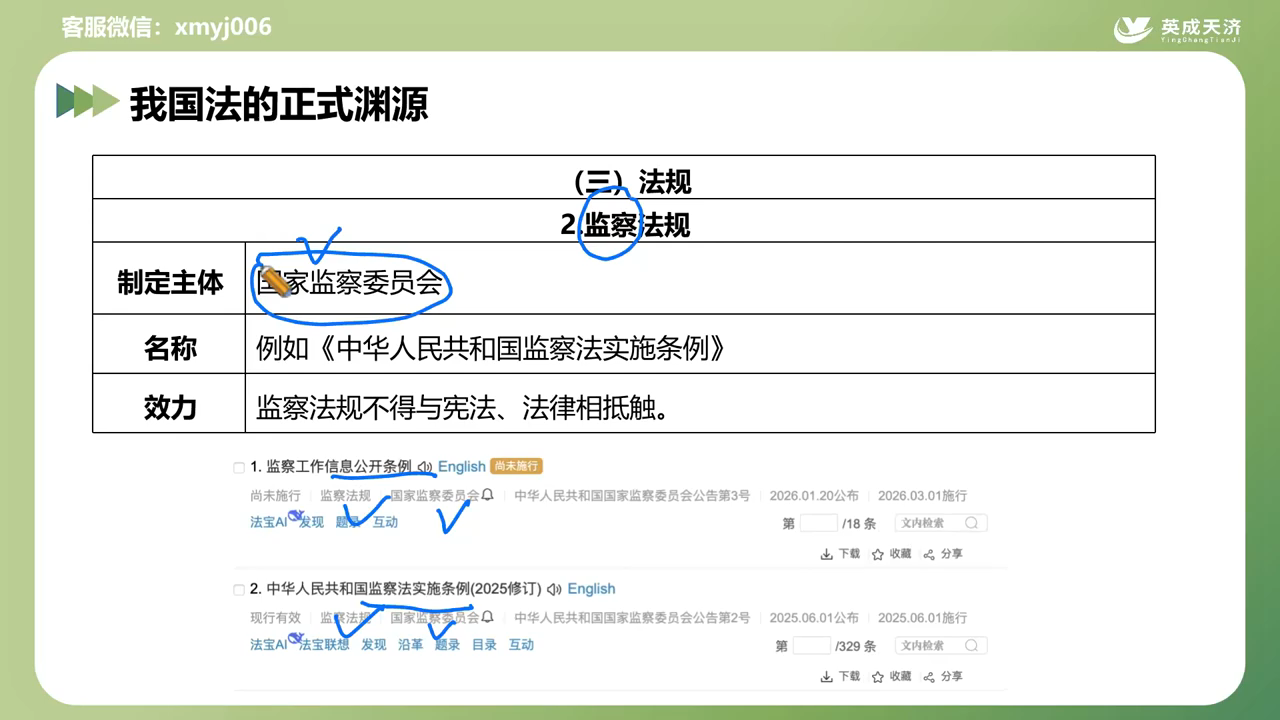 客服微信：xmyj006
英成天济
YingChengTianJi
我国法的正式渊源
（三）法规
2.监察法规
制定主体 国家监察委员会
名称 例如《中华人民共和国监察法实施条例》
效力 监察法规不得与宪法、法律相抵触。
1. 监察工作信息公开条例 English 尚未施行
尚未施行 监察法规 国家监察委员会 中华人民共和国国家监察委员会公告第3号 2026.01.20公布 2026.03.01施行
法宝AI 发现 题录 互动 第 /18 条 文内检索
下载 收藏 分享
2. 中华人民共和国监察法实施条例(2025修订) English
现行有效 监察法规 国家监察委员会 中华人民共和国国家监察委员会公告第2号 2025.06.01公布 2025.06.01施行
法宝AI 法宝联想 发现 沿革 题录 目录 互动 第 /329 条 文内检索
下载 收藏 分享